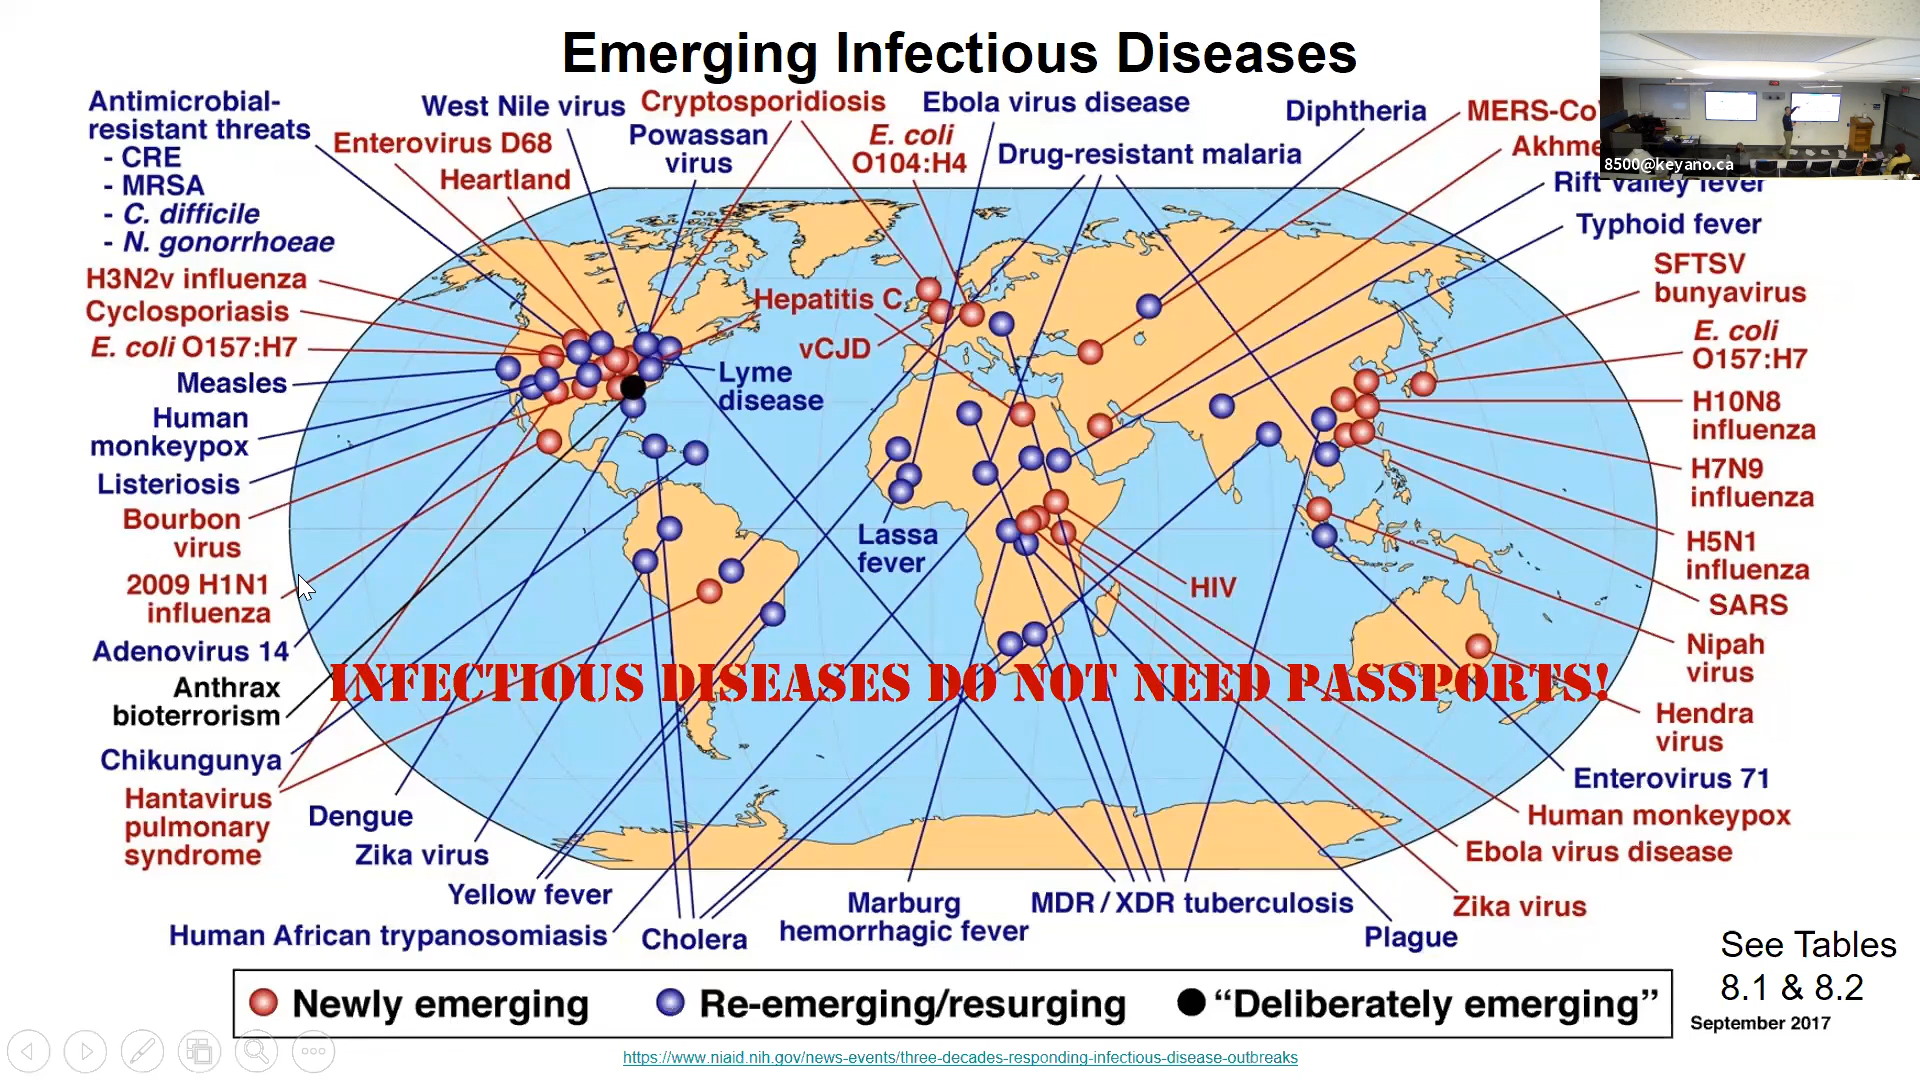 Emerging Infectious Diseases
8500@keyano.ca
Antimicrobial-
resistant threats
- CRE
- MRSA
- C. difficile
- N. gonorrhoeae
West Nile virus
Enterovirus D68
Heartland
Powassan
virus
Cryptosporidiosis
E. coli
O104:H4
Ebola virus disease
Drug-resistant malaria
Diphtheria
Rift valley fever
Typhoid fever
SFTSV
bunyavirus
E. coli
O157:H7
H10N8
influenza
H7N9
influenza
H5N1
influenza
SARS
Nipah
virus
Hendra
virus
Enterovirus 71
Human monkeypox
Ebola virus disease
Zika virus
Plague
H3N2v influenza
Cyclosporiasis
E. coli O157:H7
Measles
Human
monkeypox
Listeriosis
Bourbon
virus
2009 H1N1
influenza
Adenovirus 14
Anthrax
bioterrorism
Chikungunya
Hantavirus
pulmonary
syndrome
Dengue
Zika virus
Yellow fever
Human African trypanosomiasis
Cholera
Marburg
hemorrhagic fever
MDR/XDR tuberculosis
Hepatitis C
vCJD
Lyme
disease
Lassa
fever
HIV
INFECTIOUS DISEASES DO NOT NEED PASSPORTS!
See Tables
8.1 & 8.2
September 2017
Newly emerging
Re-emerging/resurging
“Deliberately emerging”
https://www.niaid.nih.gov/news-events/three-decades-responding-infectious-disease-outbreaks